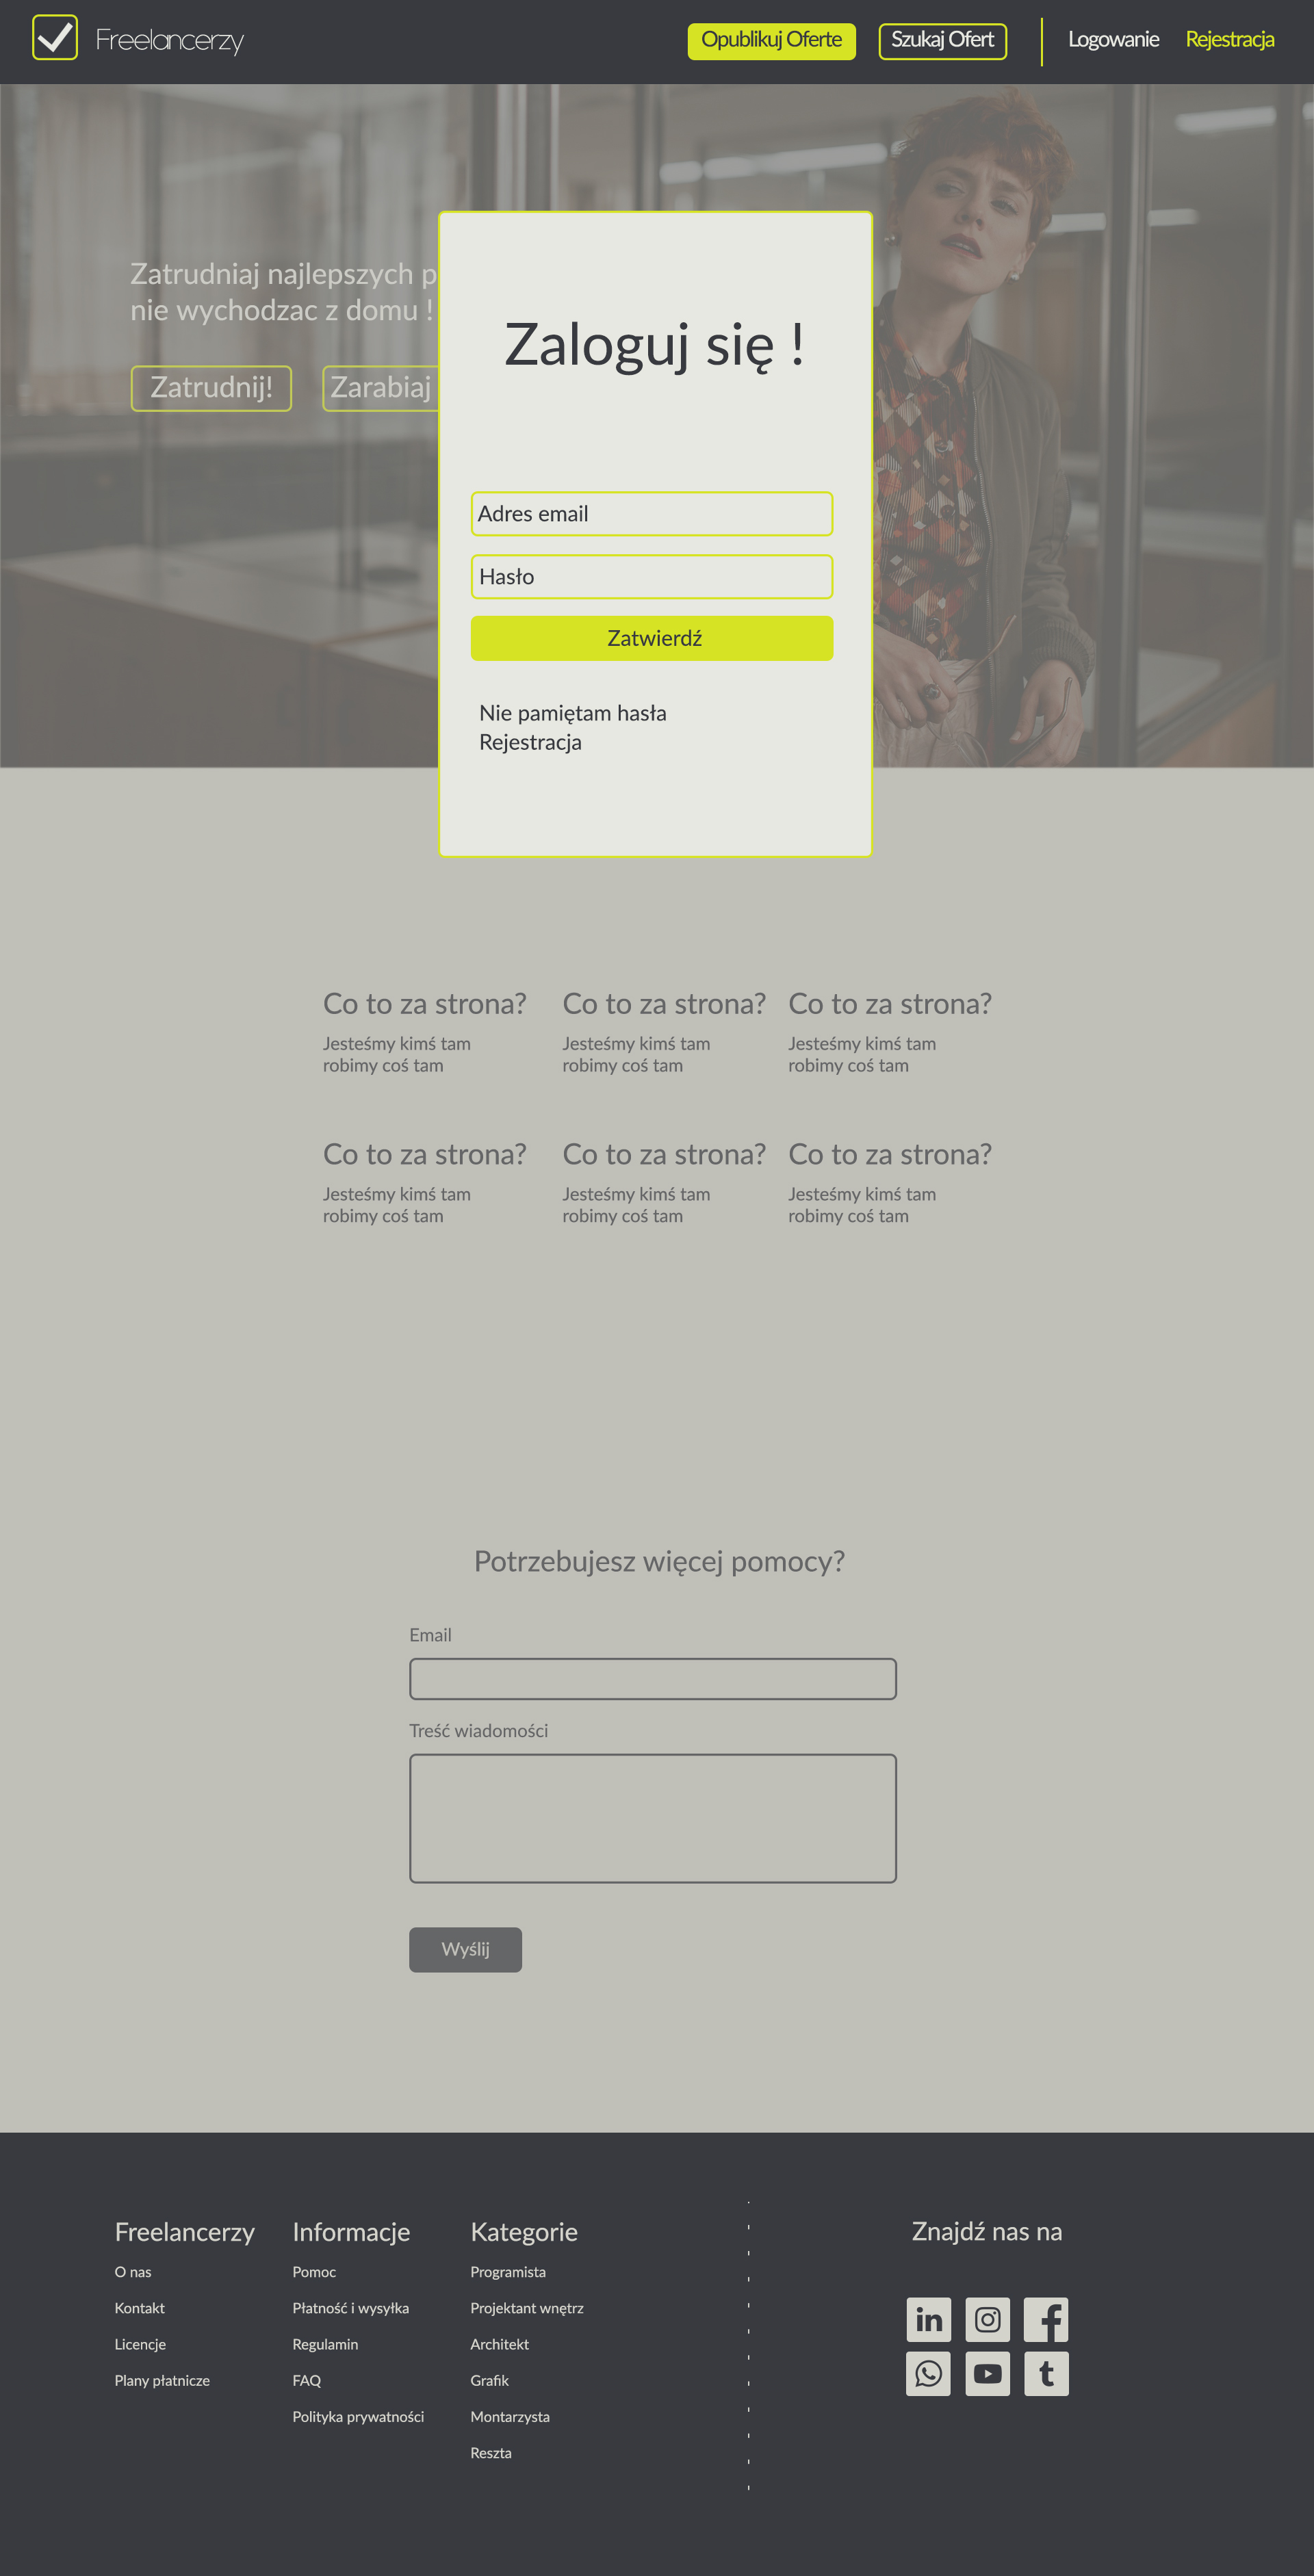 Freelancerzy
Opublikuj Oferte
Szukaj Ofert
Logowanie
Rejestracja
Zatrudniaj najlepszych p
nie wychodzac z domu !
Zatrudnij!
Zarabiaj
Zaloguj się !
Adres email
Hasło
Zatwierdź
Nie pamiętam hasła
Rejestracja
Co to za strona?
Jesteśmy kimś tam
robimy coś tam
Co to za strona?
Jesteśmy kimś tam
robimy coś tam
Co to za strona?
Jesteśmy kimś tam
robimy coś tam
Co to za strona?
Jesteśmy kimś tam
robimy coś tam
Co to za strona?
Jesteśmy kimś tam
robimy coś tam
Co to za strona?
Jesteśmy kimś tam
robimy coś tam
Potrzebujesz więcej pomocy?
Email
Treść wiadomości
Wyślij
Freelancerzy
O nas
Kontakt
Licencje
Plany płatnicze
Informacje
Pomoc
Płatność i wysyłka
Regulamin
FAQ
Polityka prywatności
Kategorie
Programista
Projektant wnętrz
Architekt
Grafik
Montarzysta
Reszta
Znajdź nas na